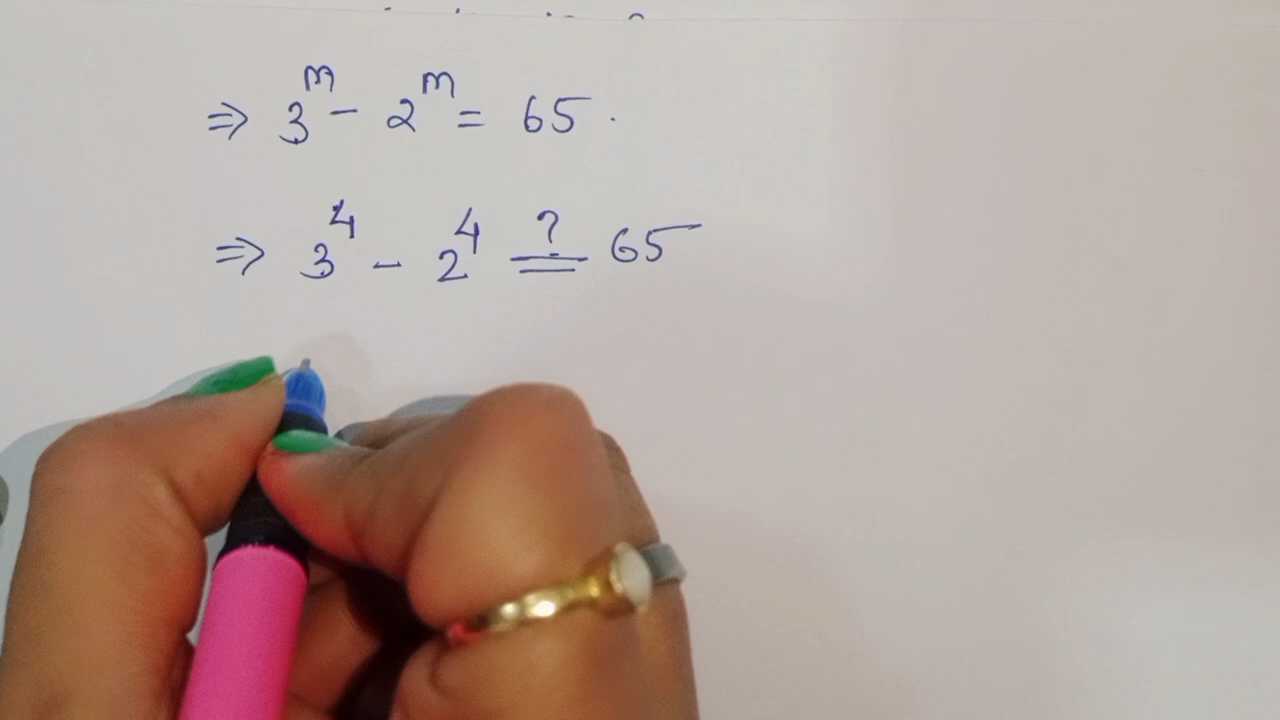 ⇒ 3^m - 2^m = 65.
⇒ 3^4 - 2^4 ?= 65